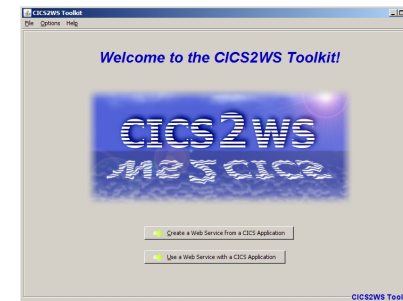 CICS2WS Toolkit
File Options Help
Welcome to the CICS2WS Toolkit!
CICS2WS
Create a Web Service from a CICS Application
Use a Web Service with a CICS Application
CICS2WS Tool